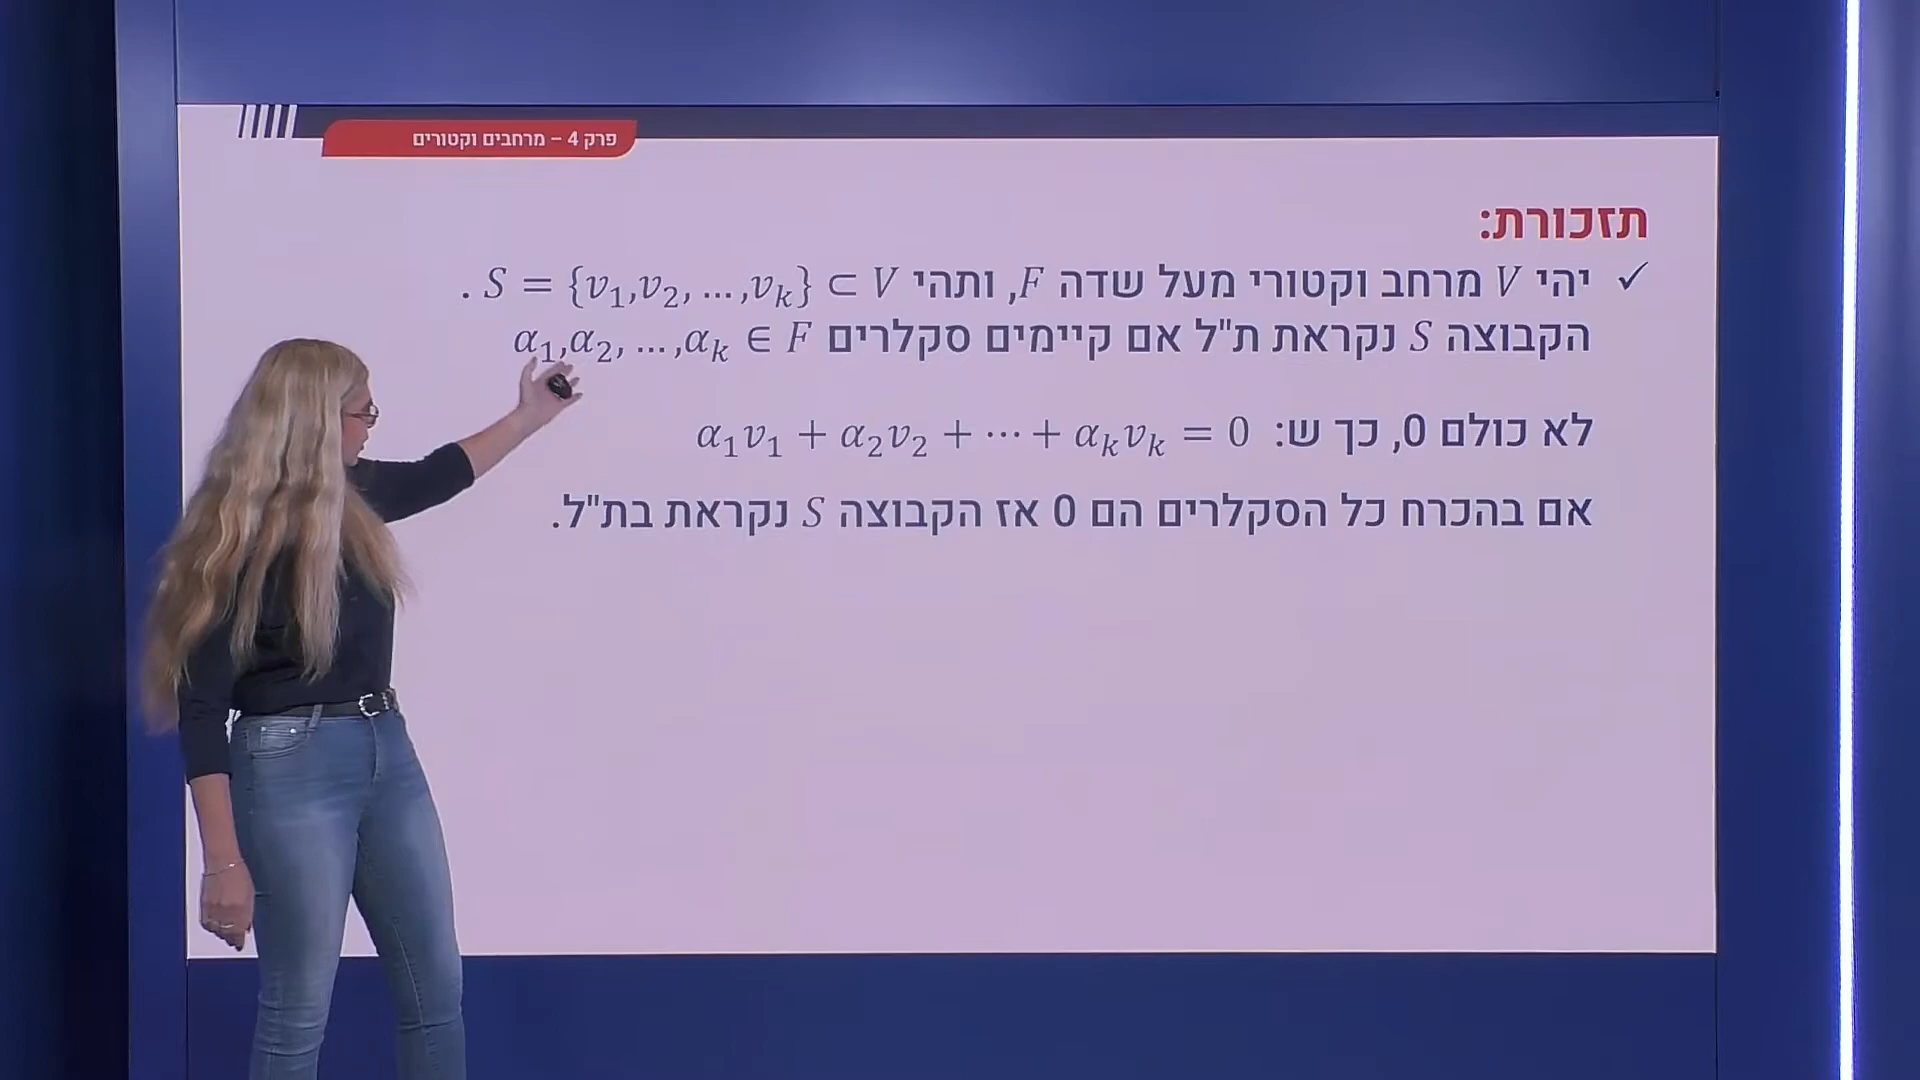 פרק 4 – מרחבים וקטורים
תזכורת:
✓ יהי V מרחב וקטורי מעל שדה F, ותהי S = {v₁,v₂, …,vₖ} ⊂ V .
הקבוצה S נקראת ת"ל אם קיימים סקלרים α₁,α₂, …,αₖ ∈ F
לא כולם 0, כך ש: α₁v₁ + α₂v₂ + ⋯ + αₖvₖ = 0
אם בהכרח כל הסקלרים הם 0 אז הקבוצה S נקראת בת"ל.